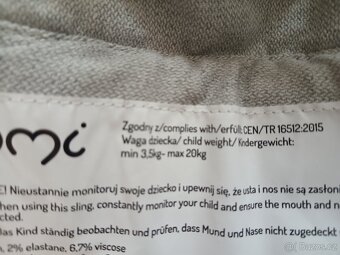 omi
Zgodny z/complies with/erfüllt CEN/TR 16512:2015
Waga dziecka/ child weight/ Kindergewicht:
min 3,5kg- max 20kg
E! Nieustannie monitoruj swoje dziecko i upewnij się, że usta i nos nie są zasłon
hen using this sling, constantly monitor your child and ensure the mouth and n
cted.
das Kind ständig beobachten und prüfen, dass Mund und Nase nicht zugedeckt
n, 2% elastane, 6,7% viscose